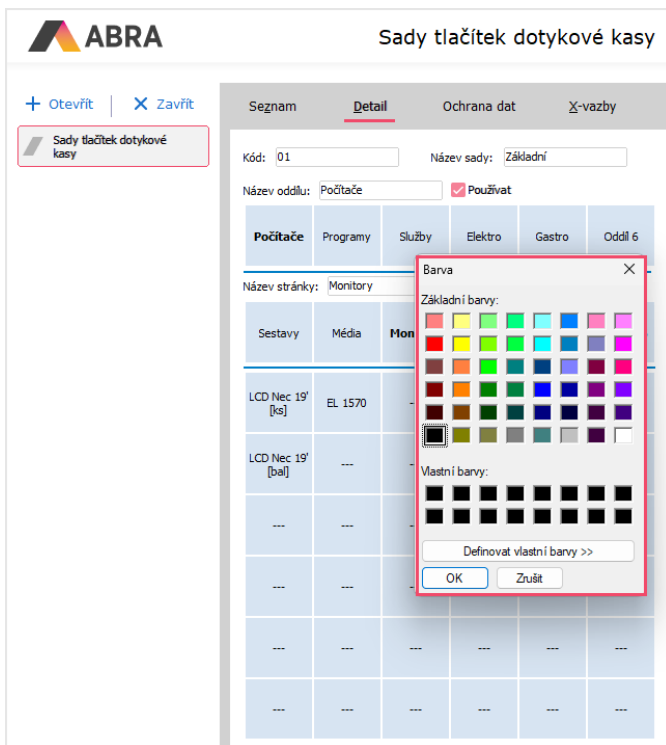 ABRA
Sady tlačítek dotykové kasy
Otevřít
Zavřít
Sady tlačítek dotykové
kasy
Seznam Detail Ochrana dat X-vazby
Kód: 01 Název sady: Základní
Název oddílu: Počítače Používat
Počítače Programy Služby Elektro Gastro Oddíl 6
Název stránky: Monitory
Sestavy Média Mon
LCD Nec 19'
[ks]
EL 1570
LCD Nec 19'
[bal]
---
--- ---
--- ---
--- --- --- --- --- ---
--- --- --- --- --- ---
Barva
Základní barvy:
Vlastní barvy:
Definovat vlastní barvy >>
OK Zrušit